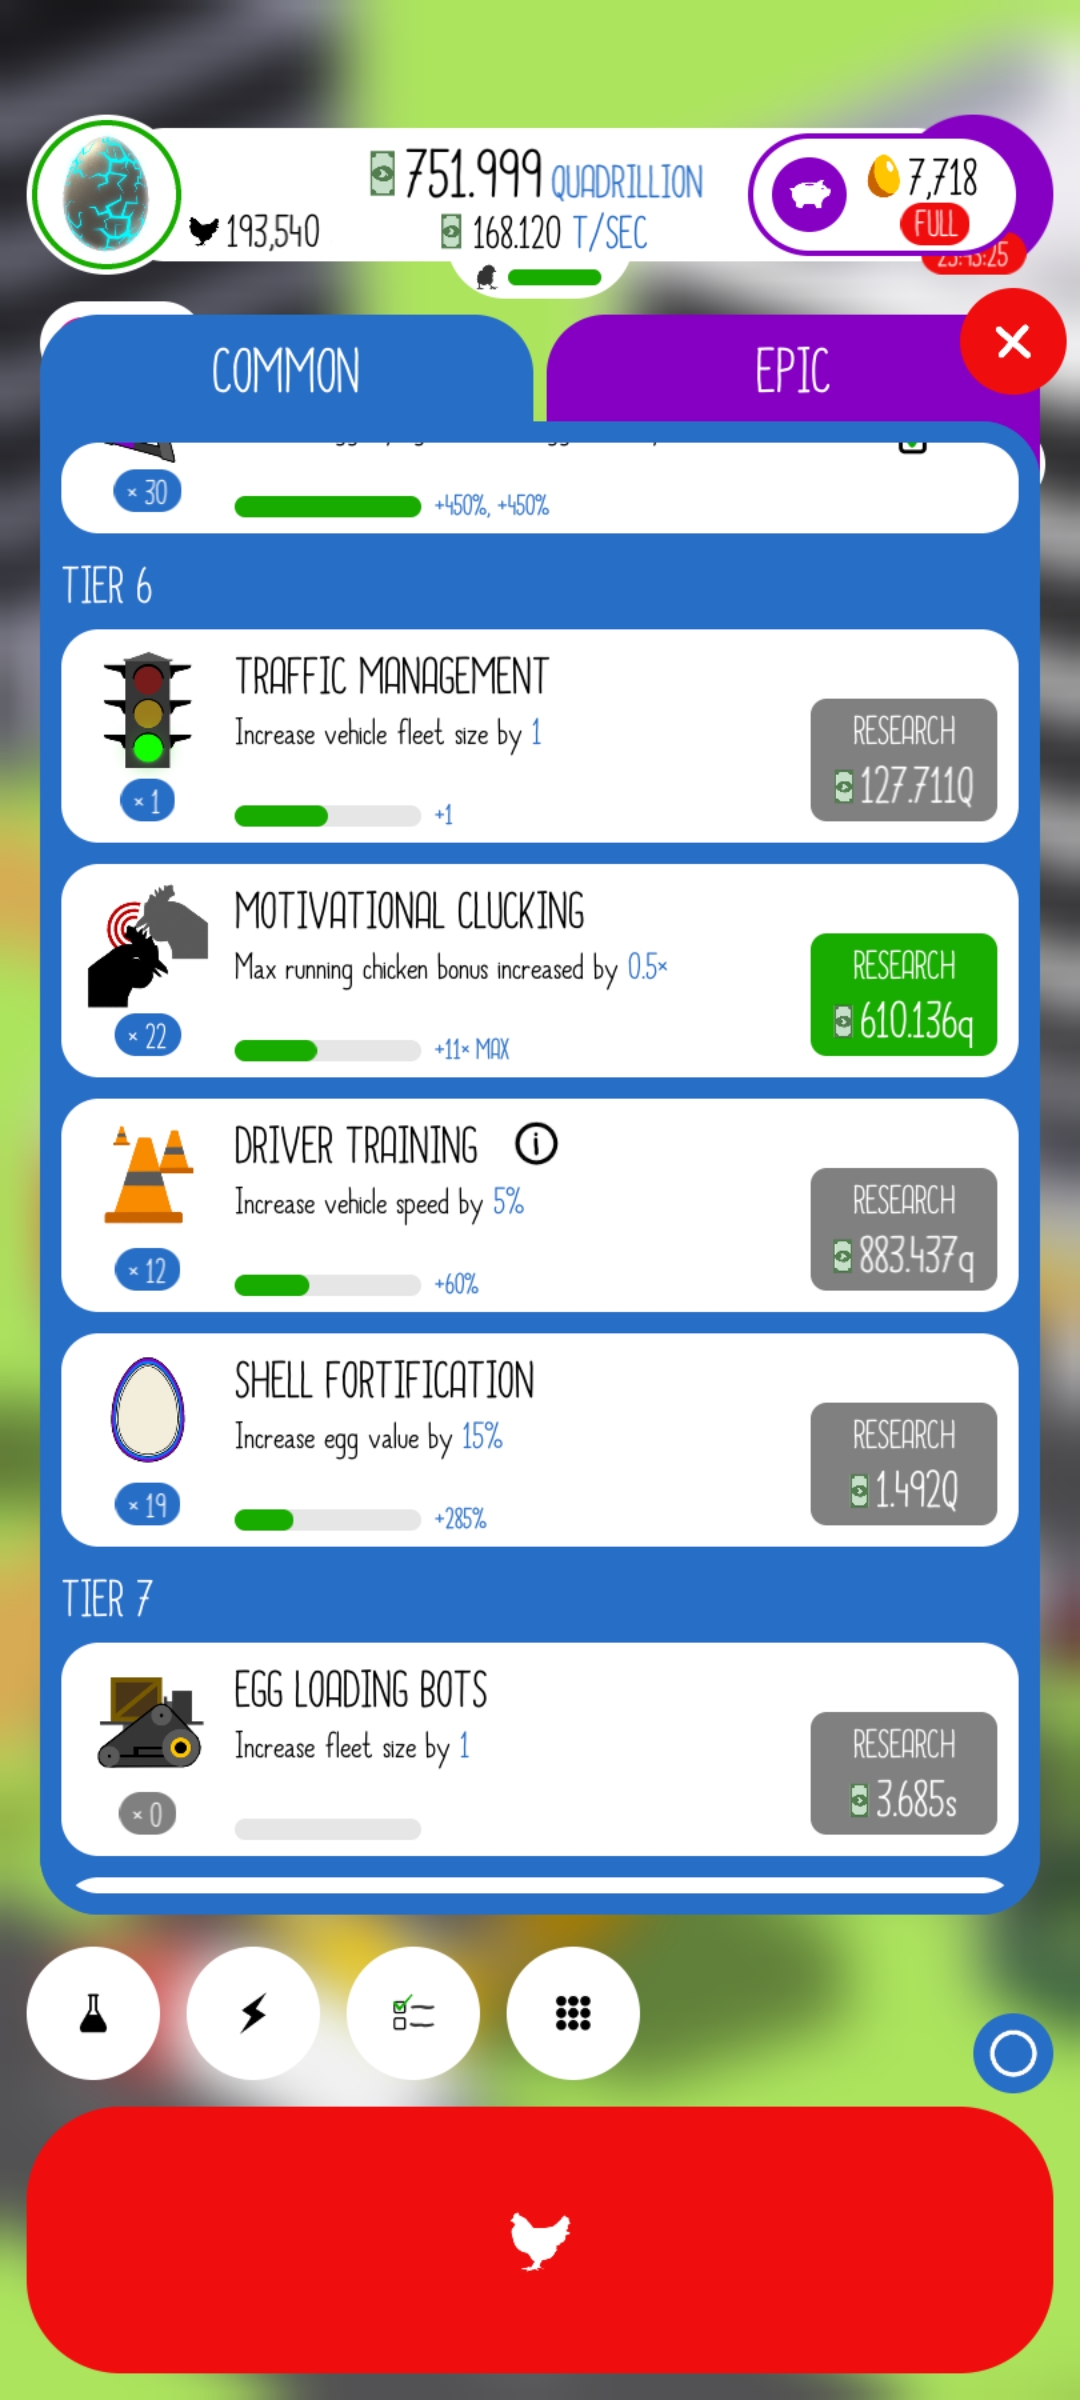 751.999 QUADRILLION
193,540
168.120 T/SEC
7,718
FULL
COMMON
EPIC
× 30
+450%, +450%
TIER 6
TRAFFIC MANAGEMENT
Increase vehicle fleet size by 1
RESEARCH
127.711Q
× 1
+1
MOTIVATIONAL CLUCKING
Max running chicken bonus increased by 0.5×
RESEARCH
610.136q
× 22
+11× MAX
DRIVER TRAINING
Increase vehicle speed by 5%
RESEARCH
883.437q
× 12
+60%
SHELL FORTIFICATION
Increase egg value by 15%
RESEARCH
1.492Q
× 19
+285%
TIER 7
EGG LOADING BOTS
Increase fleet size by 1
RESEARCH
3.685s
× 0